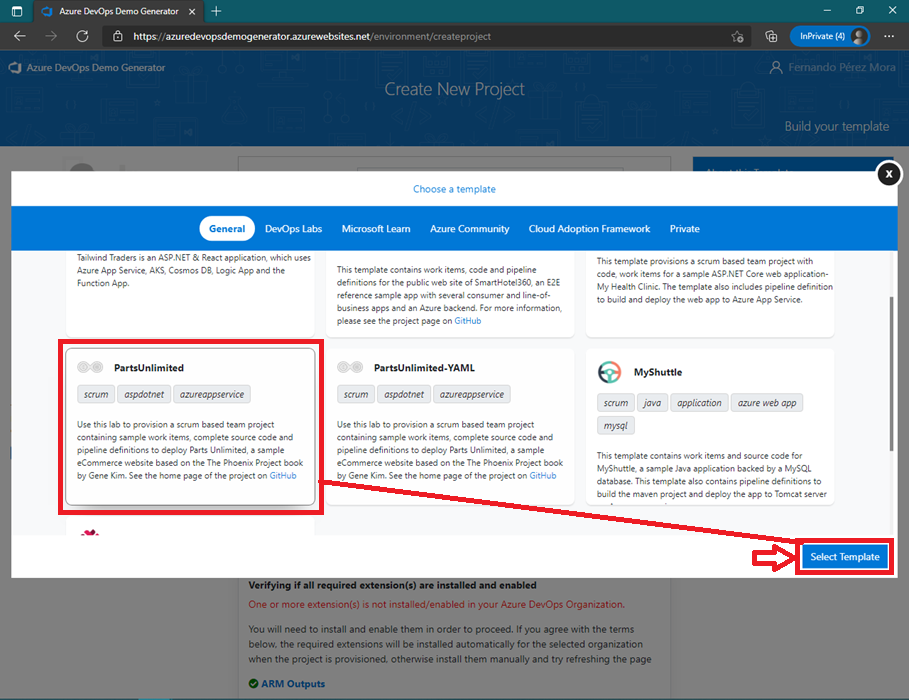 Azure DevOps Demo Generator
https://azuredevopsdemogenerator.azurewebsites.net/environment/createproject
InPrivate (4)
Azure DevOps Demo Generator
Fernando Pérez Mora
Create New Project
Build your template
Choose a template
x
General
DevOps Labs
Microsoft Learn
Azure Community
Cloud Adoption Framework
Private
Tailwind Traders is an ASP.NET & React application, which uses
Azure App Service, AKS, Cosmos DB, Logic App and the
Function App.
This template contains work items, code and pipeline
definitions for the public web site of SmartHotel360, an E2E
reference sample app with several consumer and line-of-
business apps and an Azure backend. For more information,
please see the project page on GitHub
This template provisions a scrum based team project with
code, work items for a sample ASP.NET Core web application-
My Health Clinic. The template also includes pipeline definition
to build and deploy the web app to Azure App Service.
PartsUnlimited
scrum
aspdotnet
azureappservice
Use this lab to provision a scrum based team project
containing sample work items, complete source code and
pipeline definitions to deploy Parts Unlimited, a sample
eCommerce website based on the The Phoenix Project book
by Gene Kim. See the home page of the project on GitHub
PartsUnlimited-YAML
scrum
aspdotnet
azureappservice
Use this lab to provision a scrum based team project
containing sample work items, complete source code and
pipeline definitions to deploy Parts Unlimited, a sample
eCommerce website based on the The Phoenix Project book
by Gene Kim. See the home page of the project on GitHub
MyShuttle
scrum
java
application
azure web app
mysql
This template contains work items and source code for
MyShuttle, a sample Java application backed by a MySQL
database. This template also contains pipeline definitions to
build the maven project and deploy the app to Tomcat server
Select Template
Verifying if all required extension(s) are installed and enabled
One or more extension(s) is not installed/enabled in your Azure DevOps Organization.
You will need to install and enable them in order to proceed. If you agree with the terms
below, the required extensions will be installed automatically for the selected organization
when the project is provisioned, otherwise install them manually and try refreshing the page
ARM Outputs